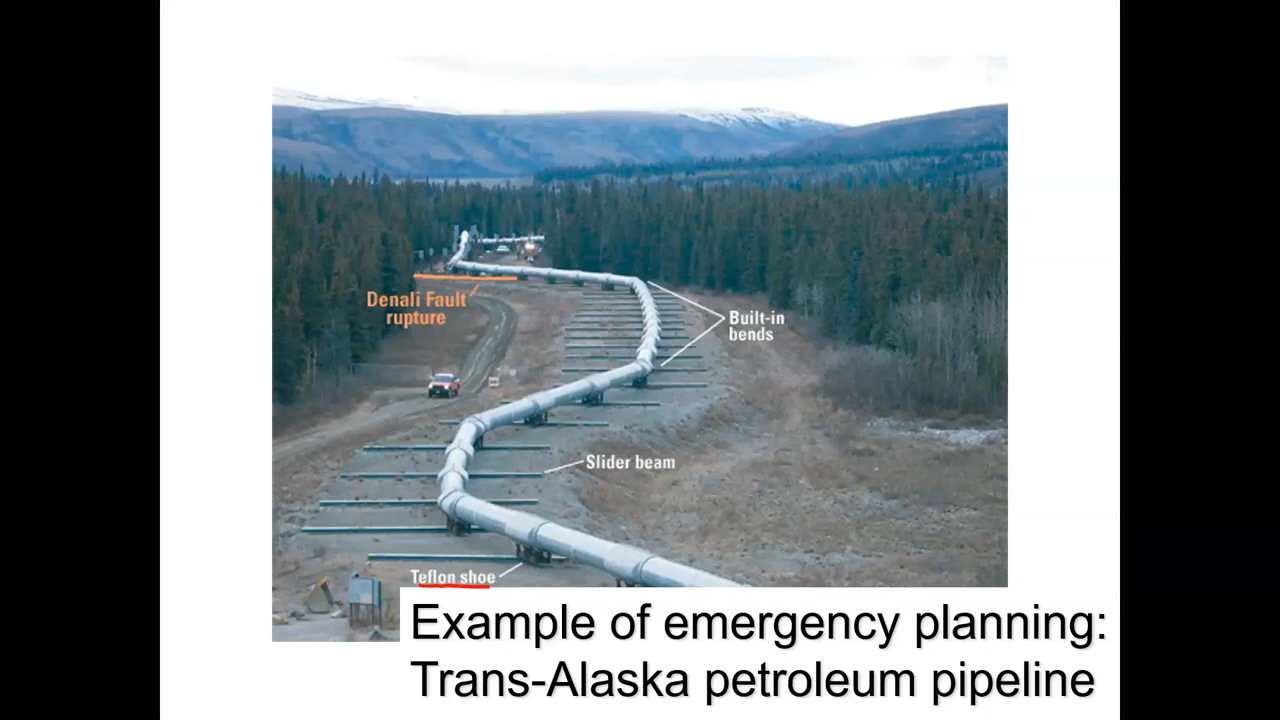 Denali Fault
rupture
Built-in
bends
Slider beam
Teflon shoe
Example of emergency planning:
Trans-Alaska petroleum pipeline